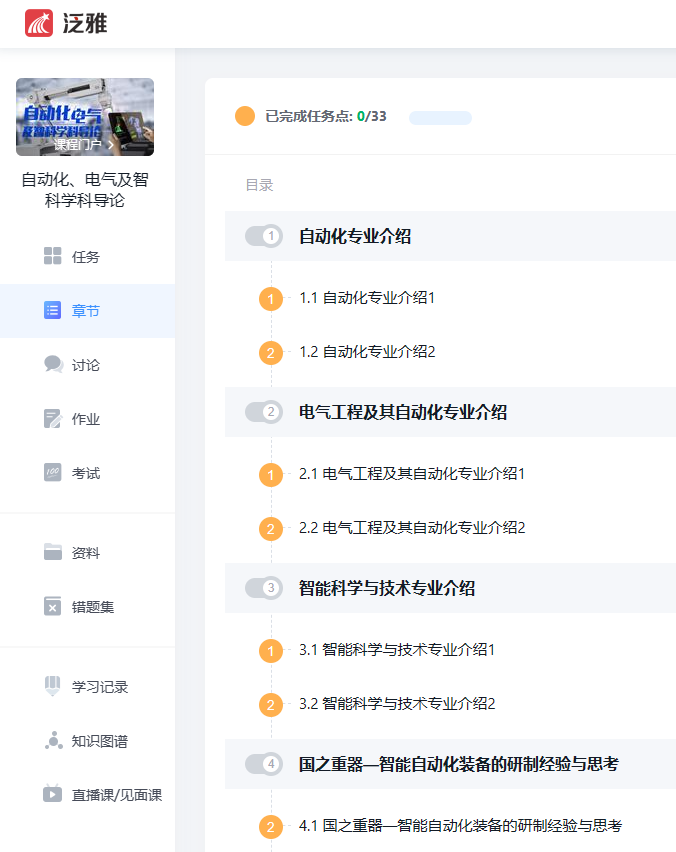 泛雅
自动化电气
及智科学科导论
课程门户 >
自动化、电气及智
科学科导论
任务
章节
讨论
作业
考试
资料
错题集
学习记录
知识图谱
直播课/见面课
已完成任务点: 0/33
目录
1 自动化专业介绍
1 1.1 自动化专业介绍1
2 1.2 自动化专业介绍2
2 电气工程及其自动化专业介绍
1 2.1 电气工程及其自动化专业介绍1
2 2.2 电气工程及其自动化专业介绍2
3 智能科学与技术专业介绍
1 3.1 智能科学与技术专业介绍1
2 3.2 智能科学与技术专业介绍2
4 国之重器—智能自动化装备的研制经验与思考
2 4.1 国之重器—智能自动化装备的研制经验与思考